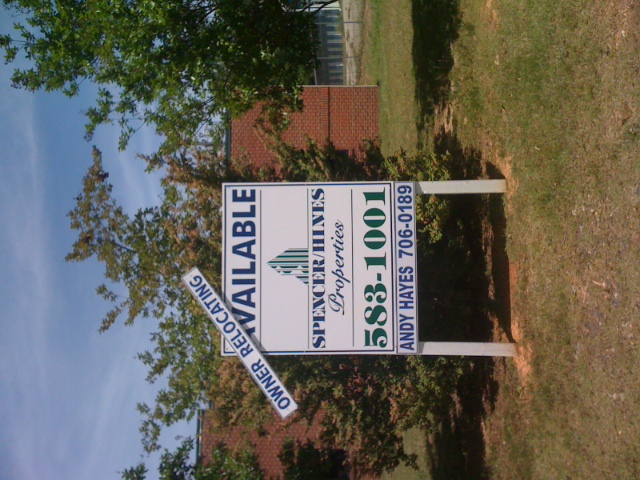 OWNER RELOCATING
AVAILABLE
SPENCER/HINES
Properties
583-1001
ANDY HAYES 706-0189